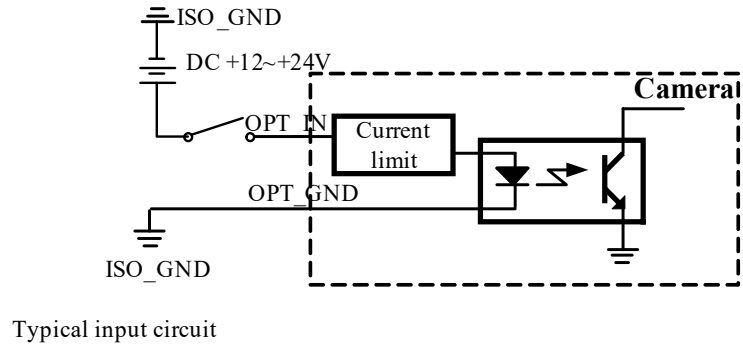 ISO_GND
DC +12~+24V
Camera
OPT_IN
Current
limit
OPT_GND
ISO_GND
Typical input circuit